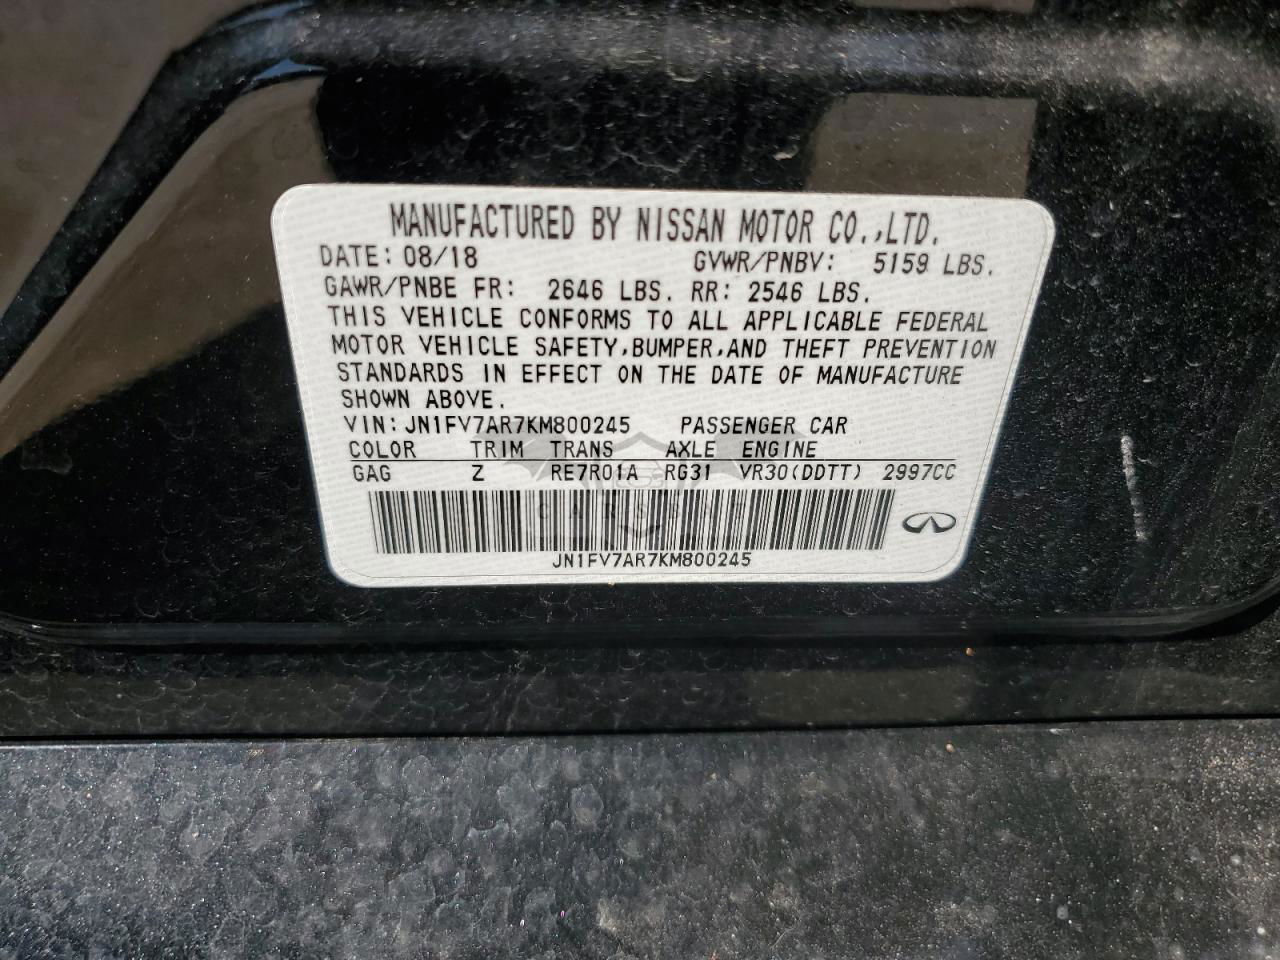 MANUFACTURED BY NISSAN MOTOR CO.,LTD.
DATE: 08/18 GVWR/PNBV: 5159 LBS.
GAWR/PNBE FR: 2646 LBS. RR: 2546 LBS.
THIS VEHICLE CONFORMS TO ALL APPLICABLE FEDERAL
MOTOR VEHICLE SAFETY,BUMPER,AND THEFT PREVENTION
STANDARDS IN EFFECT ON THE DATE OF MANUFACTURE
SHOWN ABOVE.
VIN: JN1FV7AR7KM800245 PASSENGER CAR
COLOR TRIM TRANS AXLE ENGINE
GAG Z RE7R01A RG31 VR30(DDTT) 2997CC
JN1FV7AR7KM800245